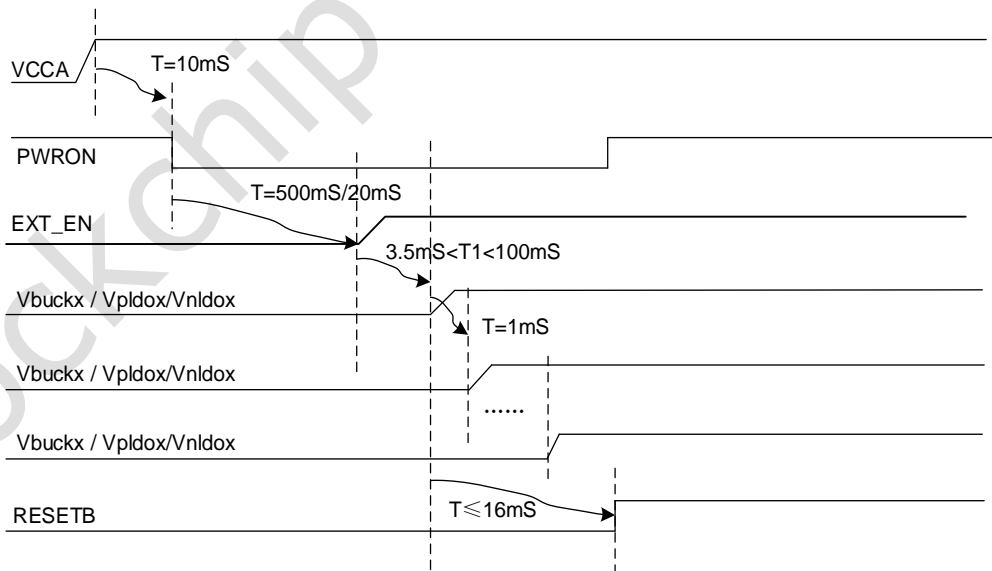 VCCA
T=10mS
PWRON
T=500mS/20mS
EXT_EN
3.5mS<T1<100mS
Vbuckx / Vpldox/Vnldox
T=1mS
Vbuckx / Vpldox/Vnldox
......
Vbuckx / Vpldox/Vnldox
T≤16mS
RESETB
ockchip